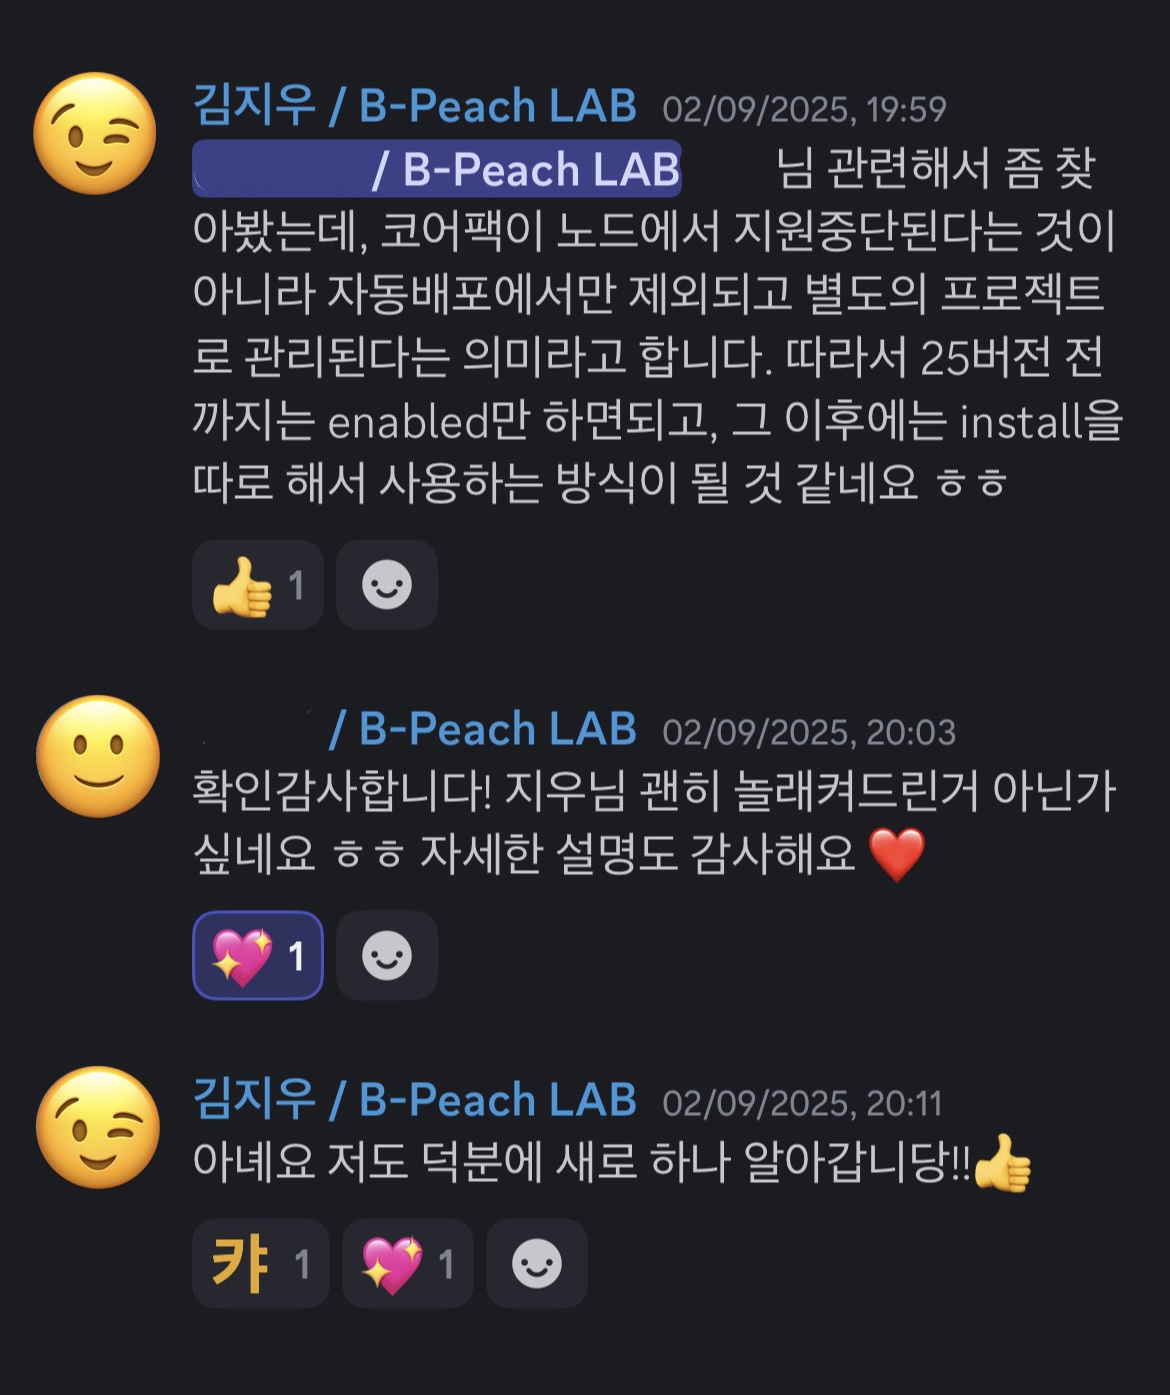 김지우 / B-Peach LAB 02/09/2025, 19:59
/ B-Peach LAB 님 관련해서 좀 찾
아봤는데, 코어팩이 노드에서 지원중단된다는 것이
아니라 자동배포에서만 제외되고 별도의 프로젝트
로 관리된다는 의미라고 합니다. 따라서 25버전 전
까지는 enabled만 하면되고, 그 이후에는 install을
따로 해서 사용하는 방식이 될 것 같네요 ㅎㅎ
👍 1
/ B-Peach LAB 02/09/2025, 20:03
확인감사합니다! 지우님 괜히 놀래켜드린거 아닌가
싶네요 ㅎㅎ 자세한 설명도 감사해요 ❤️
💖 1
김지우 / B-Peach LAB 02/09/2025, 20:11
아녜요 저도 덕분에 새로 하나 알아갑니당!!👍
캬 1 💖 1